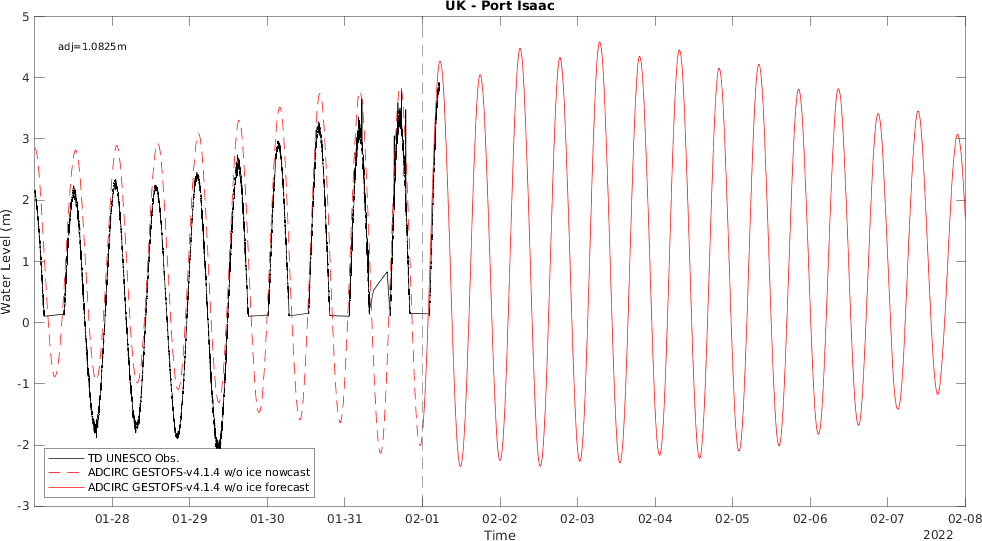 UK - Port Isaac
adj=1.0825m
5
4
3
2
1
0
-1
-2
-3
Water Level (m)
TD UNESCO Obs.
ADCIRC GESTOFS-v4.1.4 w/o ice nowcast
ADCIRC GESTOFS-v4.1.4 w/o ice forecast
01-28 01-29 01-30 01-31 02-01 02-02 02-03 02-04 02-05 02-06 02-07 02-08
Time
2022